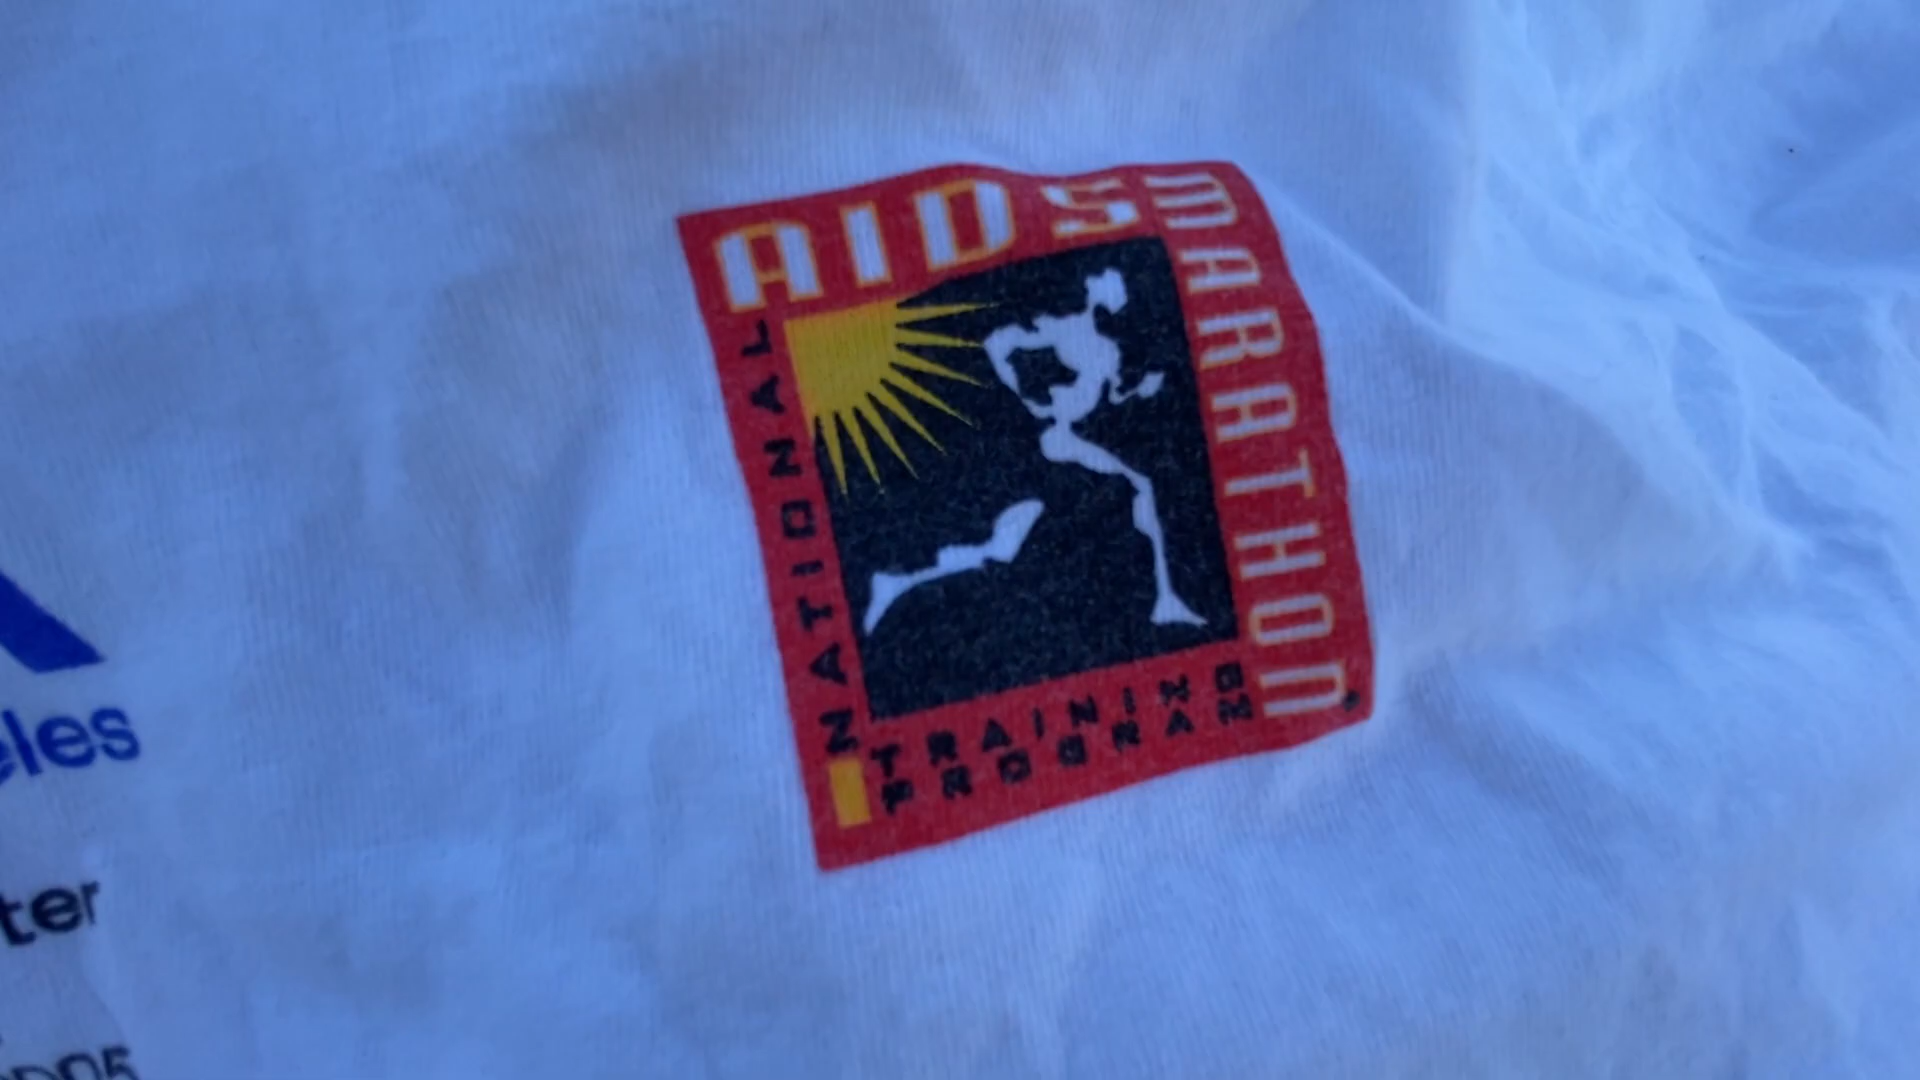 AIDS
MARATHON
NATIONAL
TRAINING
PROGRAM
eles
ter